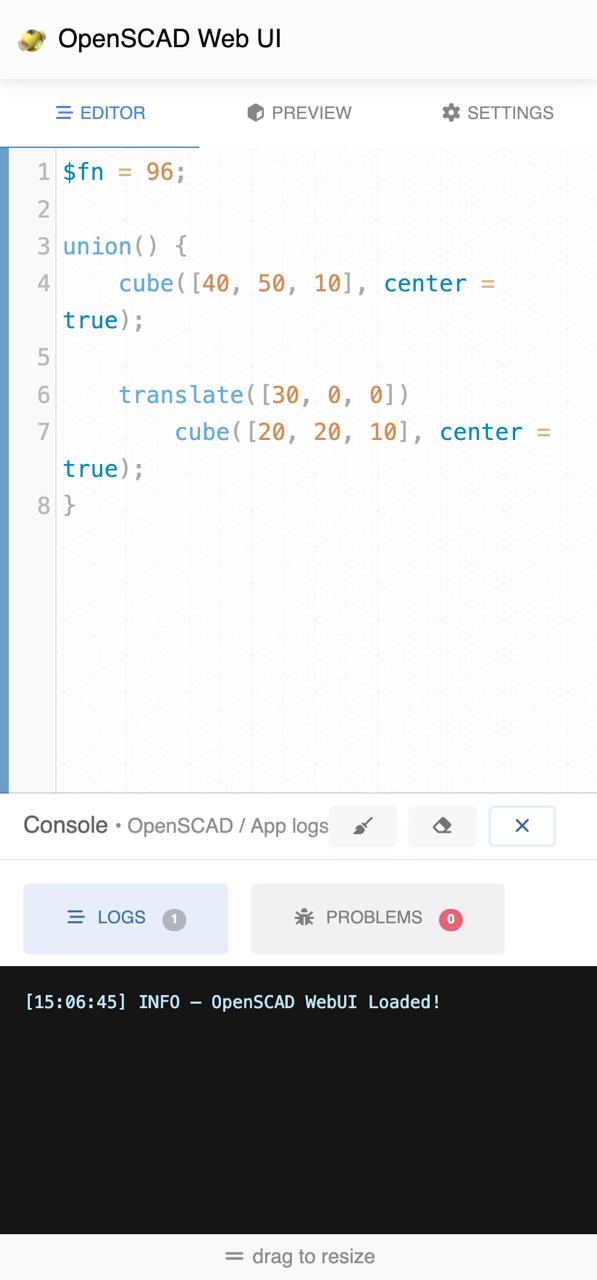 OpenSCAD Web UI
EDITOR PREVIEW SETTINGS
1 $fn = 96;
2
3 union() {
4     cube([40, 50, 10], center =
true);
5
6     translate([30, 0, 0])
7         cube([20, 20, 10], center =
true);
8 }
Console • OpenSCAD / App logs
LOGS 1 PROBLEMS 0
[15:06:45] INFO – OpenSCAD WebUI Loaded!
drag to resize